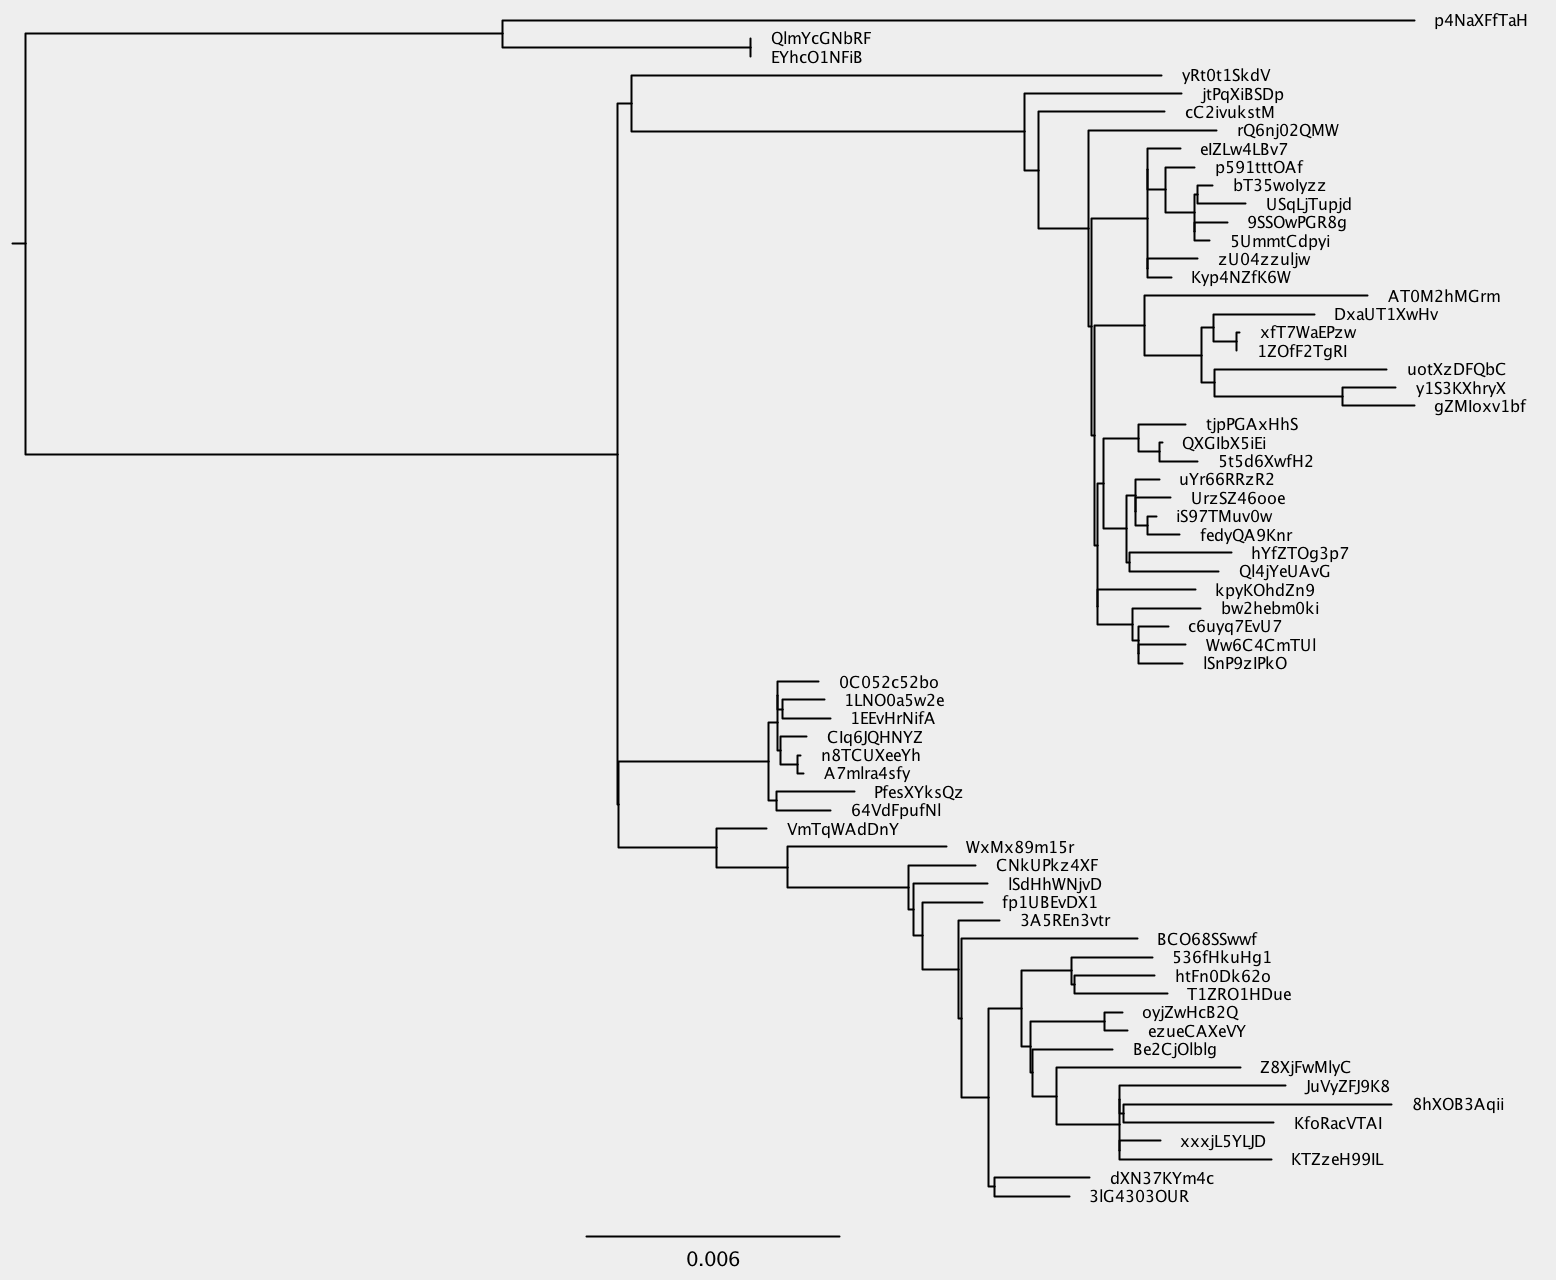 p4NaXFfTaH
QlmYcGNbRF
EYhcO1NFiB
yRt0t1SkdV
jtPqXiBSDp
cC2ivukstM
rQ6nj02QMW
elZLw4LBv7
p591tttOAf
bT35wolyzz
USqLjTupjd
9SSOwPGR8g
5UmmtCdpyi
zU04zzuljw
Kyp4NZfK6W
AT0M2hMGrm
DxaUT1XwHv
xfT7WaEPzw
1ZOfF2TgRI
uotXzDFQbC
y1S3KXhryX
gZMloxv1bf
tjpPGAxHhS
QXGlbX5iEi
5t5d6XwfH2
uYr66RRzR2
UrzSZ46ooe
iS97TMuv0w
fedyQA9Knr
hYfZTOg3p7
Ql4jYeUAvG
kpyKOhdZn9
bw2hebm0ki
c6uyq7EvU7
Ww6C4CmTUl
lSnP9zIPkO
0C052c52bo
1LNO0a5w2e
1EEvHrNifA
CIq6JQHNYZ
n8TCUXeeYh
A7mlra4sfy
PfesXYksQz
64VdFpufNl
VmTqWAdDnY
WxMx89m15r
CNkUPkz4XF
lSdHhWNjvD
fp1UBEvDX1
3A5REn3vtr
BCO68SSwwf
536fHkuHg1
htFn0Dk62o
T1ZRO1HDue
oyjZwHcB2Q
ezueCAXeVY
Be2CjOlblg
Z8XjFwMlyC
JuVyZFJ9K8
8hXOB3Aqii
KfoRacVTAI
xxxjL5YLJD
KTZzeH99IL
dXN37KYm4c
3lG4303OUR
0.006